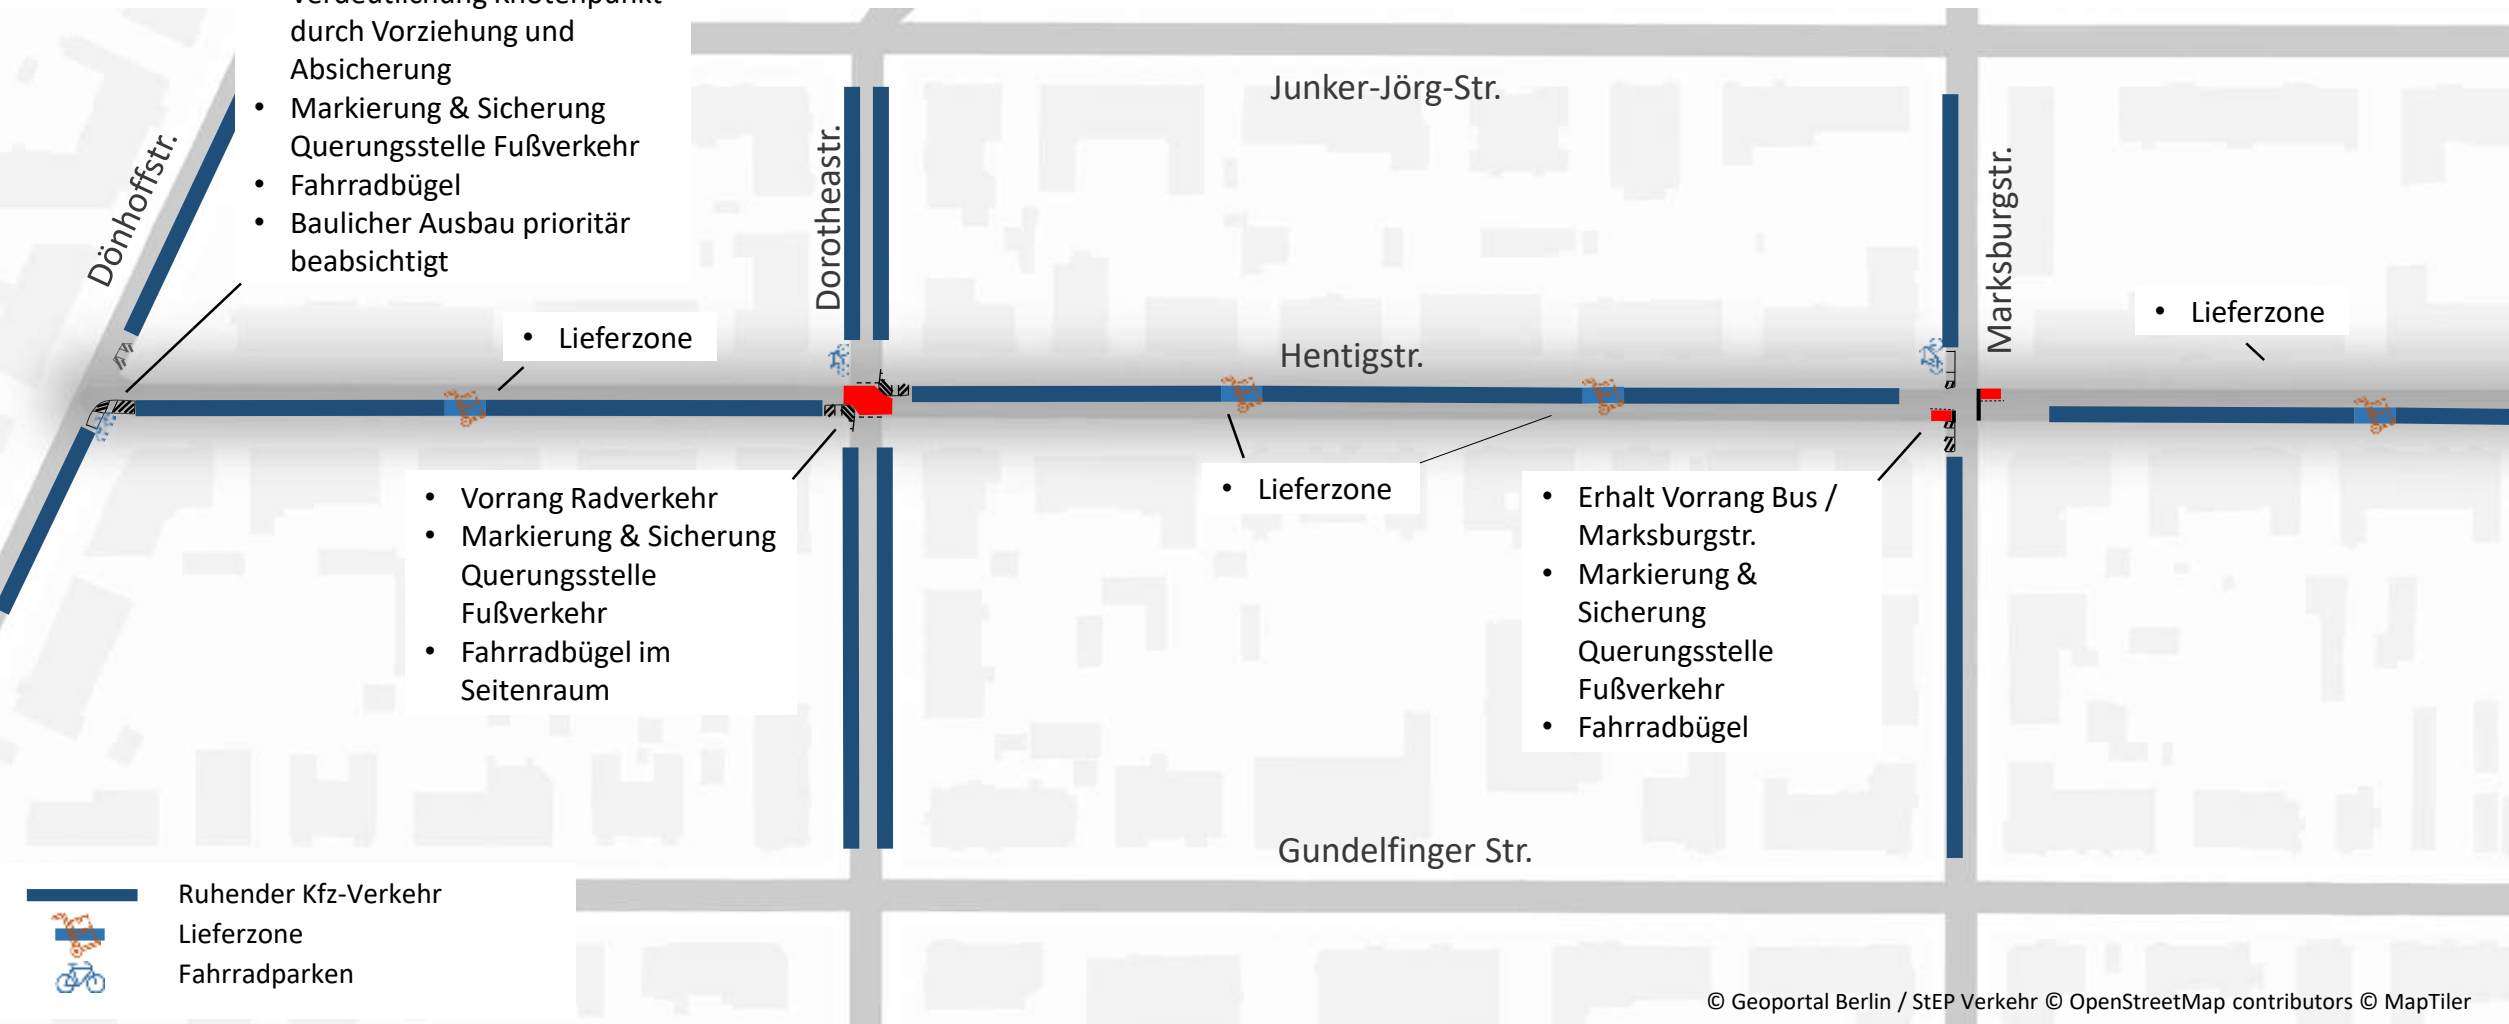 Verdeutlichung Knotenpunkt
durch Vorziehung und
Absicherung
• Markierung & Sicherung
Querungsstelle Fußverkehr
• Fahrradbügel
• Baulicher Ausbau prioritär
beabsichtigt
Junker-Jörg-Str.
Dönhoffstr.
Dorotheastr.
Marksburgstr.
• Lieferzone
• Lieferzone
Hentigstr.
• Vorrang Radverkehr
• Markierung & Sicherung
Querungsstelle
Fußverkehr
• Fahrradbügel im
Seitenraum
• Lieferzone
• Erhalt Vorrang Bus /
Marksburgstr.
• Markierung &
Sicherung
Querungsstelle
Fußverkehr
• Fahrradbügel
Gundelfinger Str.
Ruhender Kfz-Verkehr
Lieferzone
Fahrradparken
© Geoportal Berlin / StEP Verkehr © OpenStreetMap contributors © MapTiler